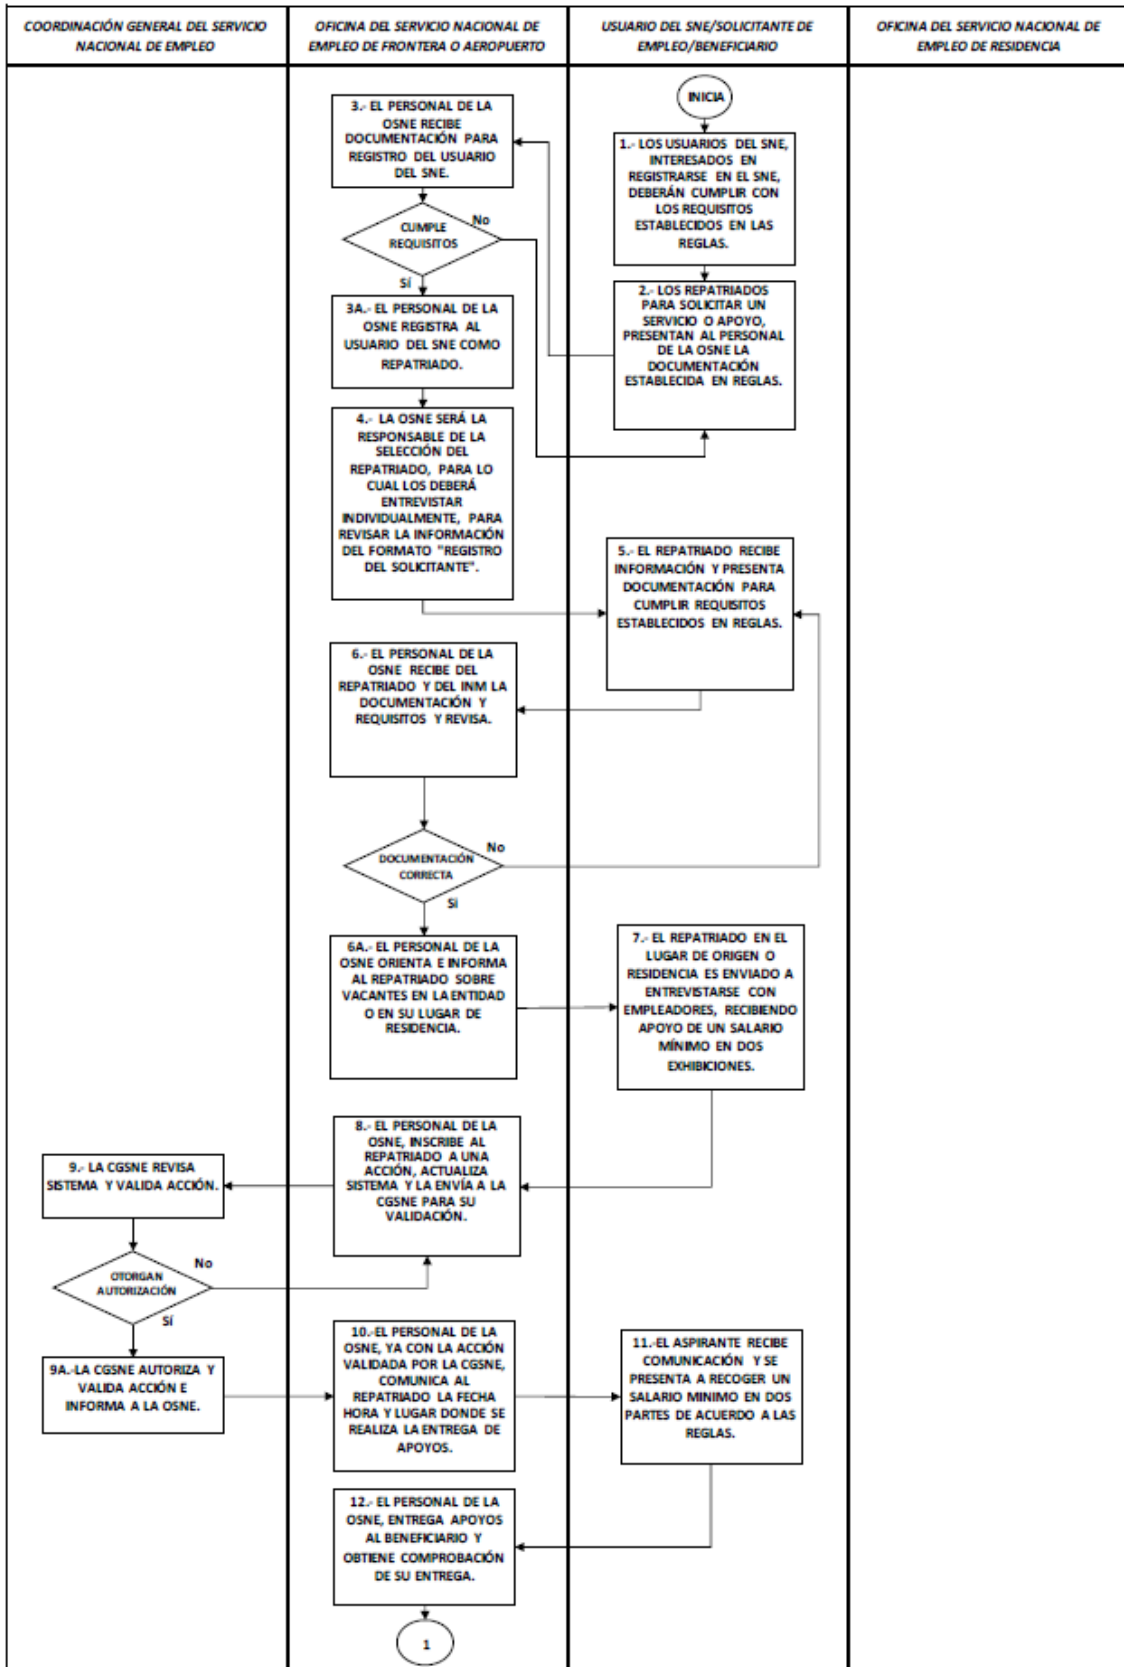 COORDINACIÓN GENERAL DEL SERVICIO
NACIONAL DE EMPLEO
OFICINA DEL SERVICIO NACIONAL DE
EMPLEO DE FRONTERA O AEROPUERTO
USUARIO DEL SNE/SOLICITANTE DE
EMPLEO/BENEFICIARIO
OFICINA DEL SERVICIO NACIONAL DE
EMPLEO DE RESIDENCIA
INICIA
1.- LOS USUARIOS DEL SNE,
INTERESADOS EN
REGISTRARSE EN EL SNE,
DEBERÁN CUMPLIR CON
LOS REQUISITOS
ESTABLECIDOS EN LAS
REGLAS.
2.- LOS REPATRIADOS
PARA SOLICITAR UN
SERVICIO O APOYO,
PRESENTAN AL PERSONAL
DE LA OSNE LA
DOCUMENTACIÓN
ESTABLECIDA EN REGLAS.
3.- EL PERSONAL DE LA
OSNE RECIBE
DOCUMENTACIÓN PARA
REGISTRO DEL USUARIO
DEL SNE.
CUMPLE
REQUISITOS
No
Sí
3A.- EL PERSONAL DE LA
OSNE REGISTRA AL
USUARIO DEL SNE COMO
REPATRIADO.
4.- LA OSNE SERÁ LA
RESPONSABLE DE LA
SELECCIÓN DEL
REPATRIADO, PARA LO
CUAL LOS DEBERÁ
ENTREVISTAR
INDIVIDUALMENTE, PARA
REVISAR LA INFORMACIÓN
DEL FORMATO "REGISTRO
DEL SOLICITANTE".
5.- EL REPATRIADO RECIBE
INFORMACIÓN Y PRESENTA
DOCUMENTACIÓN PARA
CUMPLIR REQUISITOS
ESTABLECIDOS EN REGLAS.
6.- EL PERSONAL DE LA
OSNE RECIBE DEL
REPATRIADO Y DEL INM LA
DOCUMENTACIÓN Y
REQUISITOS Y REVISA.
DOCUMENTACIÓN
CORRECTA
No
Sí
6A.- EL PERSONAL DE LA
OSNE ORIENTA E INFORMA
AL REPATRIADO SOBRE
VACANTES EN LA ENTIDAD
O EN SU LUGAR DE
RESIDENCIA.
7.- EL REPATRIADO EN EL
LUGAR DE ORIGEN O
RESIDENCIA ES ENVIADO A
ENTREVISTARSE CON
EMPLEADORES, RECIBIENDO
APOYO DE UN SALARIO
MÍNIMO EN DOS
EXHIBICIONES.
8.- EL PERSONAL DE LA
OSNE, INSCRIBE AL
REPATRIADO A UNA
ACCIÓN, ACTUALIZA
SISTEMA Y LA ENVÍA A LA
CGSNE PARA SU
VALIDACIÓN.
9.- LA CGSNE REVISA
SISTEMA Y VALIDA ACCIÓN.
OTORGAN
AUTORIZACIÓN
No
Sí
9A.-LA CGSNE AUTORIZA Y
VALIDA ACCIÓN E
INFORMA A LA OSNE.
10.-EL PERSONAL DE LA
OSNE, YA CON LA ACCIÓN
VALIDADA POR LA CGSNE,
COMUNICA AL
REPATRIADO LA FECHA
HORA Y LUGAR DONDE SE
REALIZA LA ENTREGA DE
APOYOS.
11.-EL ASPIRANTE RECIBE
COMUNICACIÓN Y SE
PRESENTA A RECOGER UN
SALARIO MINIMO EN DOS
PARTES DE ACUERDO A LAS
REGLAS.
12.- EL PERSONAL DE LA
OSNE, ENTREGA APOYOS
AL BENEFICIARIO Y
OBTIENE COMPROBACIÓN
DE SU ENTREGA.
1